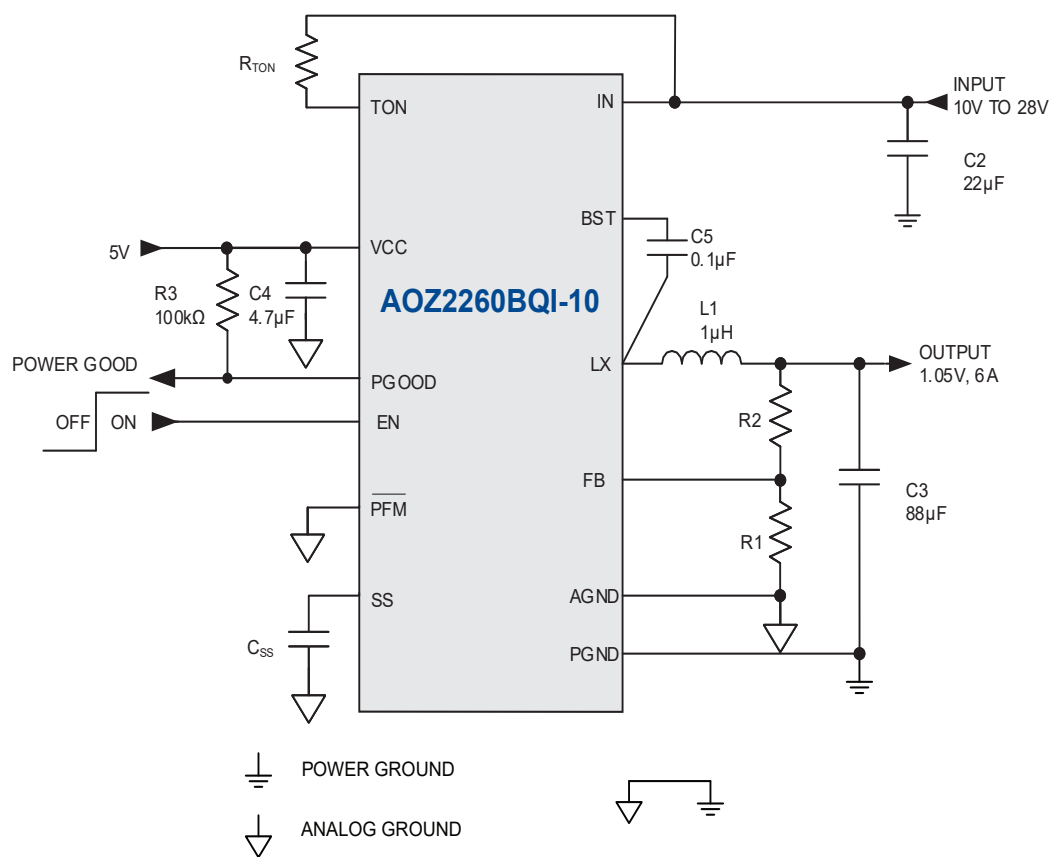 R_TON
TON
IN
INPUT
10V TO 28V
C2
22µF
BST
C5
0.1µF
5V
VCC
R3
100kΩ
C4
4.7µF
AOZ2260BQI-10
L1
1µH
POWER GOOD
PGOOD
LX
OUTPUT
1.05V, 6A
OFF
ON
EN
R2
PFM
FB
C3
88µF
R1
SS
AGND
C_SS
PGND
POWER GROUND
ANALOG GROUND